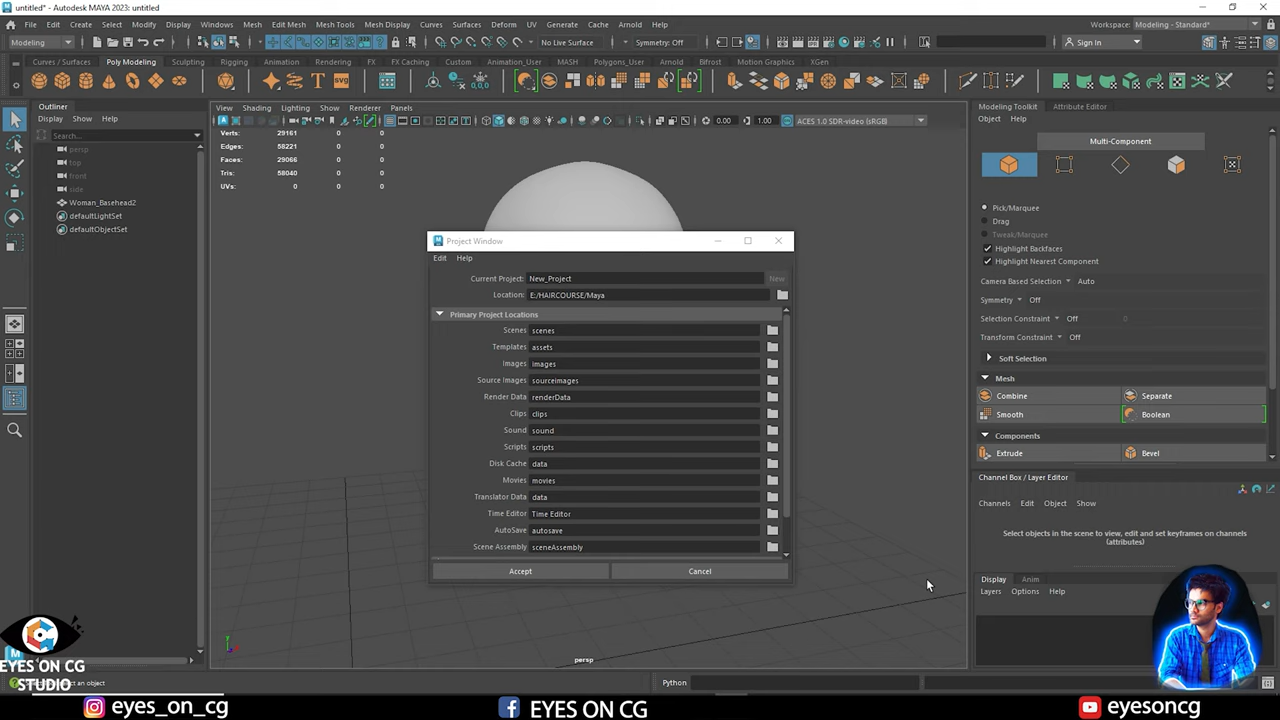 untitled* - Autodesk MAYA 2023: untitled
File Edit Create Select Modify Display Windows Mesh Edit Mesh Mesh Tools Mesh Display Curves Surfaces Deform UV Generate Cache Arnold Help
Workspace: Modeling - Standard*
Modeling
No Live Surface
Symmetry: Off
Sign In
Curves / Surfaces Poly Modeling Sculpting Rigging Animation Rendering FX FX Caching Custom Animation_User MASH Polygons_User Arnold Bifrost Motion Graphics XGen
Outliner
Display Show Help
Search...
persp
top
front
side
Woman_Basehead2
defaultLightSet
defaultObjectSet
View Shading Lighting Show Renderer Panels
0.00 1.00 ACES 1.0 SDR-video (sRGB)
Verts: 29161 0 0
Edges: 58221 0 0
Faces: 29066 0 0
Tris: 58040 0 0
UVs: 0 0 0
Project Window
Edit Help
Current Project: New_Project New
Location: E:/HAIRCOURSE/Maya
Primary Project Locations
Scenes scenes
Templates assets
Images images
Source Images sourceimages
Render Data renderData
Clips clips
Sound sound
Scripts scripts
Disk Cache data
Movies movies
Translator Data data
Time Editor Time Editor
AutoSave autosave
Scene Assembly sceneAssembly
Accept Cancel
persp
Modeling Toolkit Attribute Editor
Object Help
Multi-Component
Pick/Marquee
Drag
Tweak/Marquee
Highlight Backfaces
Highlight Nearest Component
Camera Based Selection Auto
Symmetry Off
Selection Constraint Off 0
Transform Constraint Off
Soft Selection
Mesh
Combine Separate
Smooth Boolean
Components
Extrude Bevel
Channel Box / Layer Editor
Channels Edit Object Show
Select objects in the scene to view, edit and set keyframes on channels
(attributes)
Display Anim
Layers Options Help
Python
EYES ON CG
STUDIO
eyes_on_cg
EYES ON CG
eyesoncg